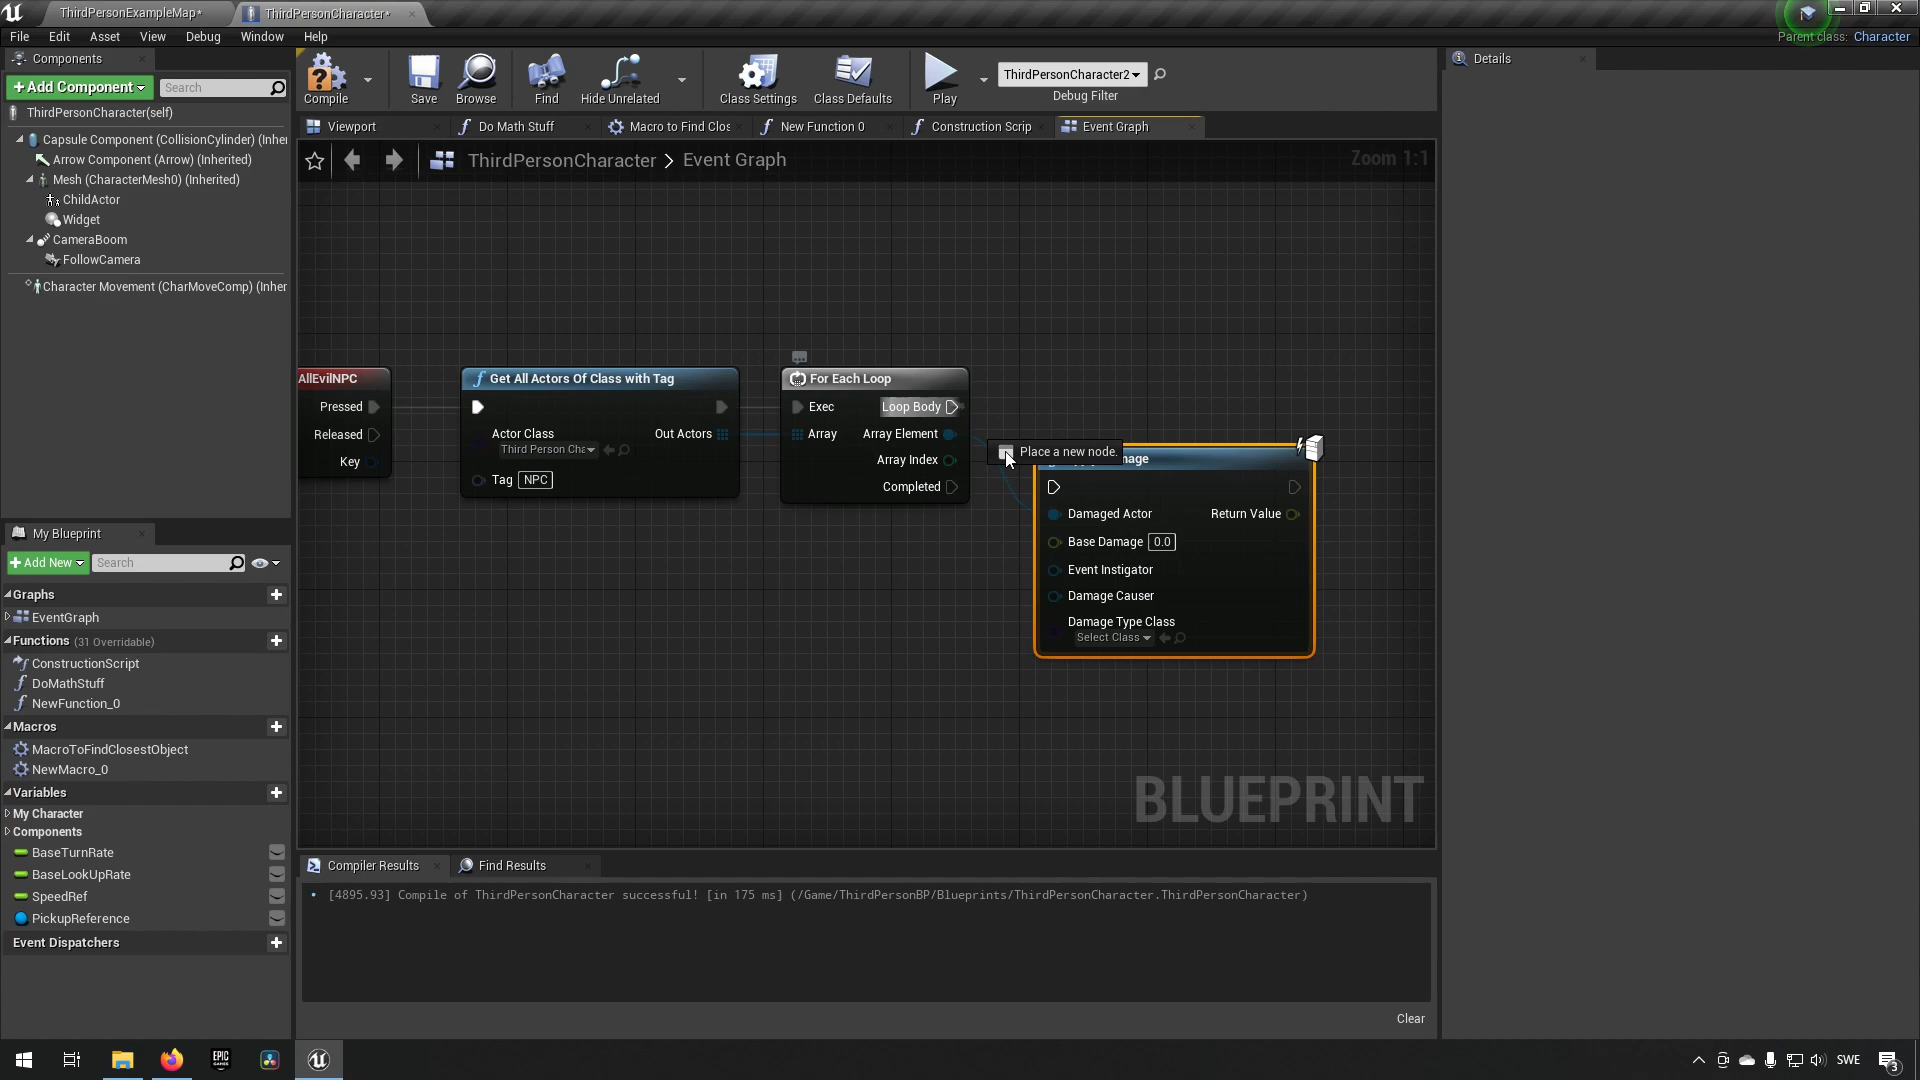 ThirdPersonExampleMap*
ThirdPersonCharacter*
File Edit Asset View Debug Window Help
Parent class: Character
Components
+Add Component
Search
ThirdPersonCharacter(self)
Capsule Component (CollisionCylinder) (Inher
Arrow Component (Arrow) (Inherited)
Mesh (CharacterMesh0) (Inherited)
ChildActor
Widget
CameraBoom
FollowCamera
Character Movement (CharMoveComp) (Inher
Compile
Save
Browse
Find
Hide Unrelated
Class Settings
Class Defaults
Play
ThirdPersonCharacter2
Debug Filter
Details
Viewport
Do Math Stuff
Macro to Find Clos
New Function 0
Construction Scrip
Event Graph
ThirdPersonCharacter > Event Graph
Zoom 1:1
AllEvilNPC
Pressed
Released
Key
Get All Actors Of Class with Tag
Actor Class
Third Person Cha
Out Actors
Tag NPC
For Each Loop
Exec
Loop Body
Array
Array Element
Array Index
Completed
Place a new node.
Damaged Actor
Return Value
Base Damage 0.0
Event Instigator
Damage Causer
Damage Type Class
Select Class
BLUEPRINT
My Blueprint
+Add New
Search
Graphs
EventGraph
Functions (31 Overridable)
ConstructionScript
DoMathStuff
NewFunction_0
Macros
MacroToFindClosestObject
NewMacro_0
Variables
My Character
Components
BaseTurnRate
BaseLookUpRate
SpeedRef
PickupReference
Event Dispatchers
Compiler Results
Find Results
[4895.93] Compile of ThirdPersonCharacter successful! [in 175 ms] (/Game/ThirdPersonBP/Blueprints/ThirdPersonCharacter.ThirdPersonCharacter)
Clear
EPIC
GAMES
SWE
3